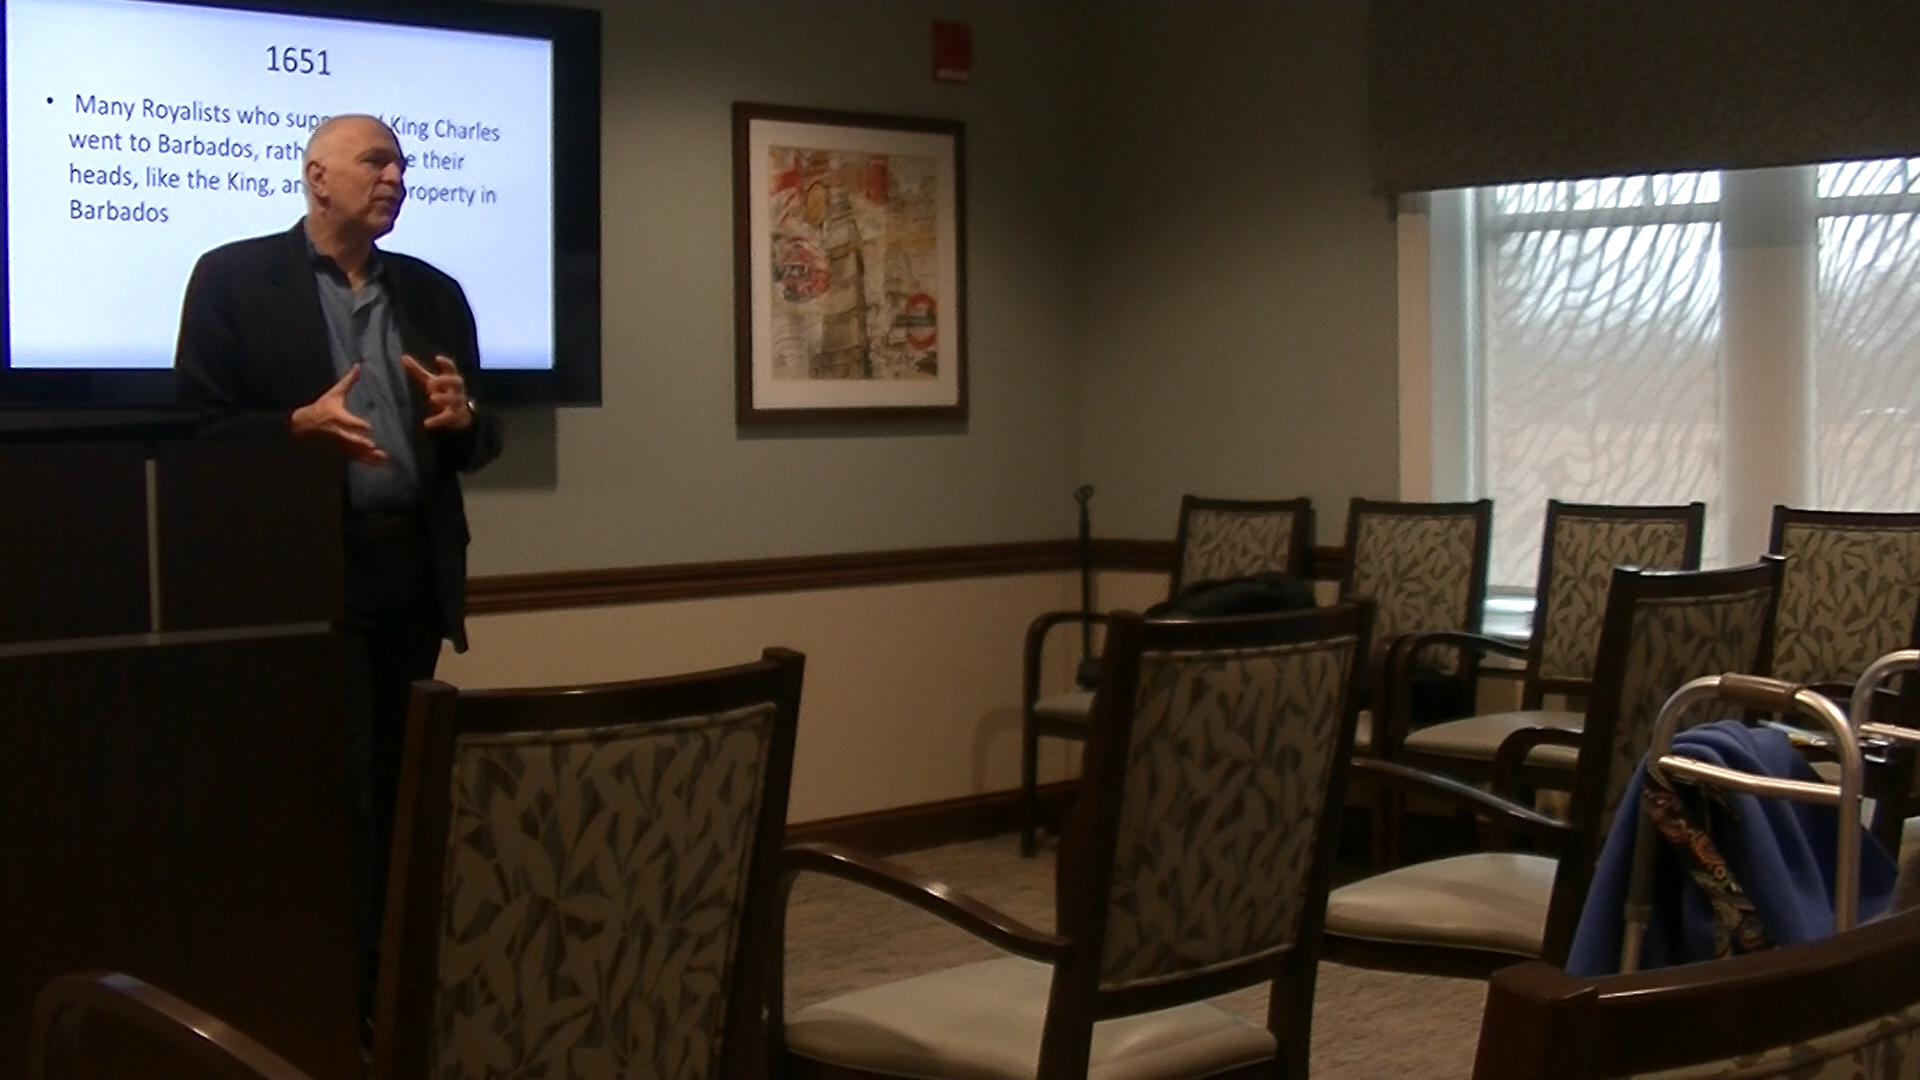 1651
• Many Royalists who sup King Charles
went to Barbados, rath e their
heads, like the King, an roperty in
Barbados